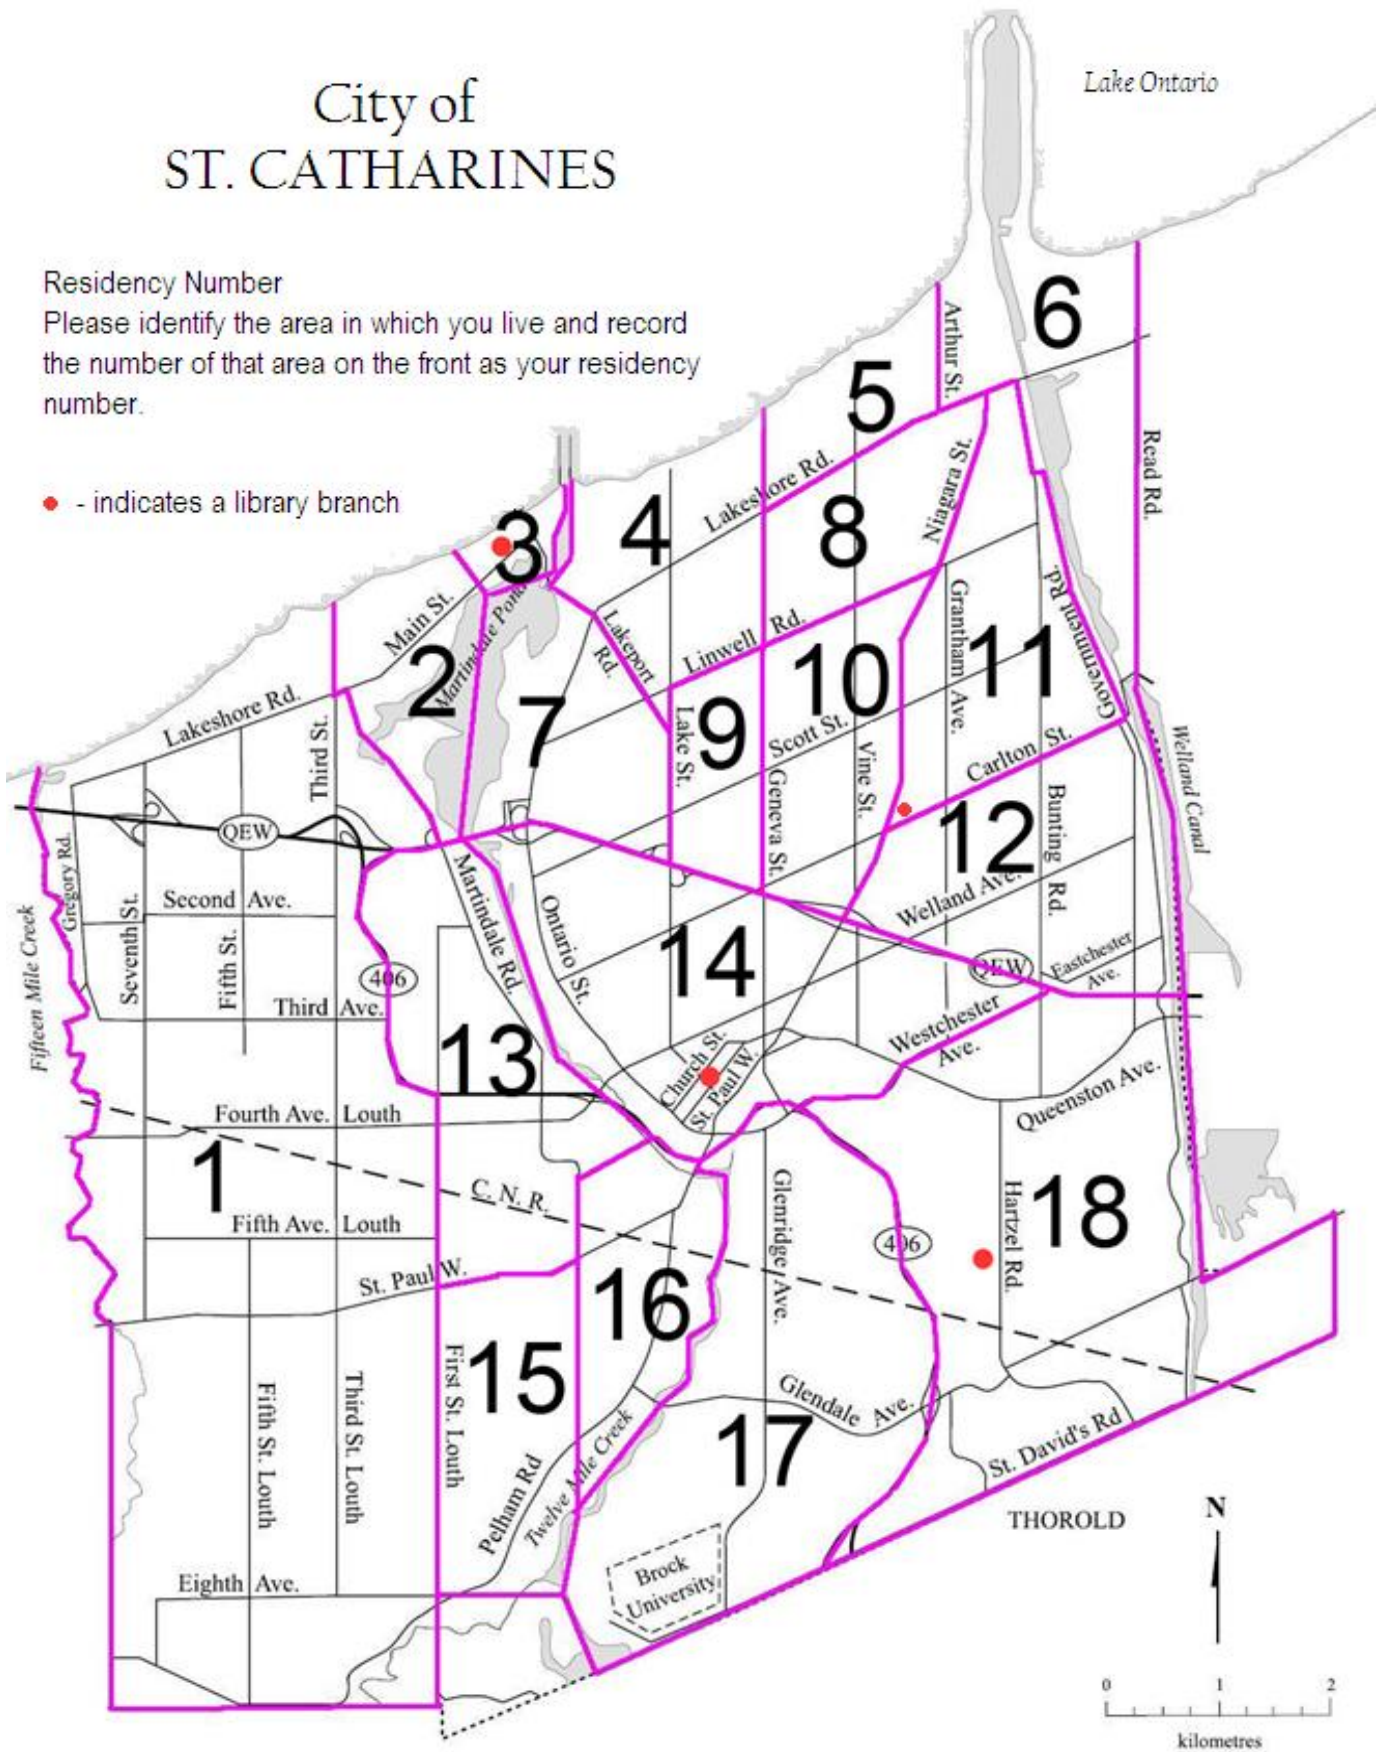 City of
ST. CATHARINES
Lake Ontario
Residency Number
Please identify the area in which you live and record
the number of that area on the front as your residency
number.
- indicates a library branch
6
Arthur St.
5
Read Rd.
Lakeshore Rd.
Niagara St.
4
8
3
Main St.
Martindale Pond
Lakeport
Rd.
Linwell Rd.
Grantham Ave.
Government Rd.
2
10
11
7
9
Lakeshore Rd.
Third St.
Lake St.
Scott St.
Geneva St.
Vine St.
Carlton St.
Welland Canal
QEW
12
Bunting Rd.
Gregory Rd.
Second Ave.
Seventh St.
Fifth St.
Martindale Rd.
Ontario St.
Welland Ave.
Fifteen Mile Creek
14
QEW
Eastchester
Ave.
406
Third Ave.
13
Westchester
Ave.
Church St.
St. Paul W.
Queenston Ave.
Fourth Ave. Louth
1
C. N. R.
Fifth Ave. Louth
Glenridge Ave.
Hartzel Rd.
18
406
St. Paul W.
16
15
First St. Louth
Fifth St. Louth
Third St. Louth
Glendale Ave.
17
Pelham Rd
Twelve Mile Creek
St. David's Rd
THOROLD
N
Eighth Ave.
Brock
University
0 1 2
kilometres